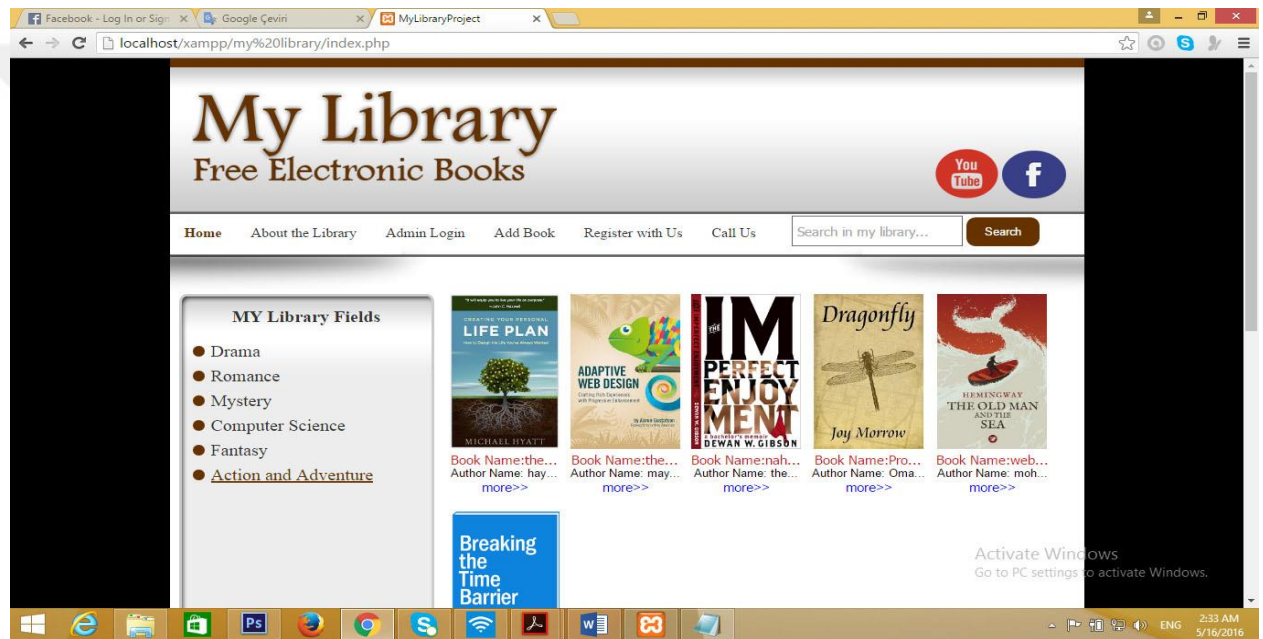 Facebook - Log In or Sign
Google Çeviri
MyLibraryProject
localhost/xampp/my%20library/index.php
My Library
Free Electronic Books
You
Tube
f
Home
About the Library
Admin Login
Add Book
Register with Us
Call Us
Search in my library...
Search
MY Library Fields
Drama
Romance
Mystery
Computer Science
Fantasy
Action and Adventure
CREATING YOUR PERSONAL
LIFE PLAN
MICHAEL HYATT
ADAPTIVE
WEB DESIGN
THE
IM
PERFECT
ENJOY
MENT
a bachelor's memoir
DEWAN W. GIBSON
Dragonfly
Joy Morrow
HEMINGWAY
THE OLD MAN
AND THE
SEA
Book Name:the...
Author Name: hay...
more>>
Book Name:the...
Author Name: may...
more>>
Book Name:nah...
Author Name: the...
more>>
Book Name:Pro...
Author Name: Oma...
more>>
Book Name:web...
Author Name: moh...
more>>
Breaking
the
Time
Barrier
Activate Windows
Go to PC settings to activate Windows.
Ps
ENG
2:33 AM
5/16/2016